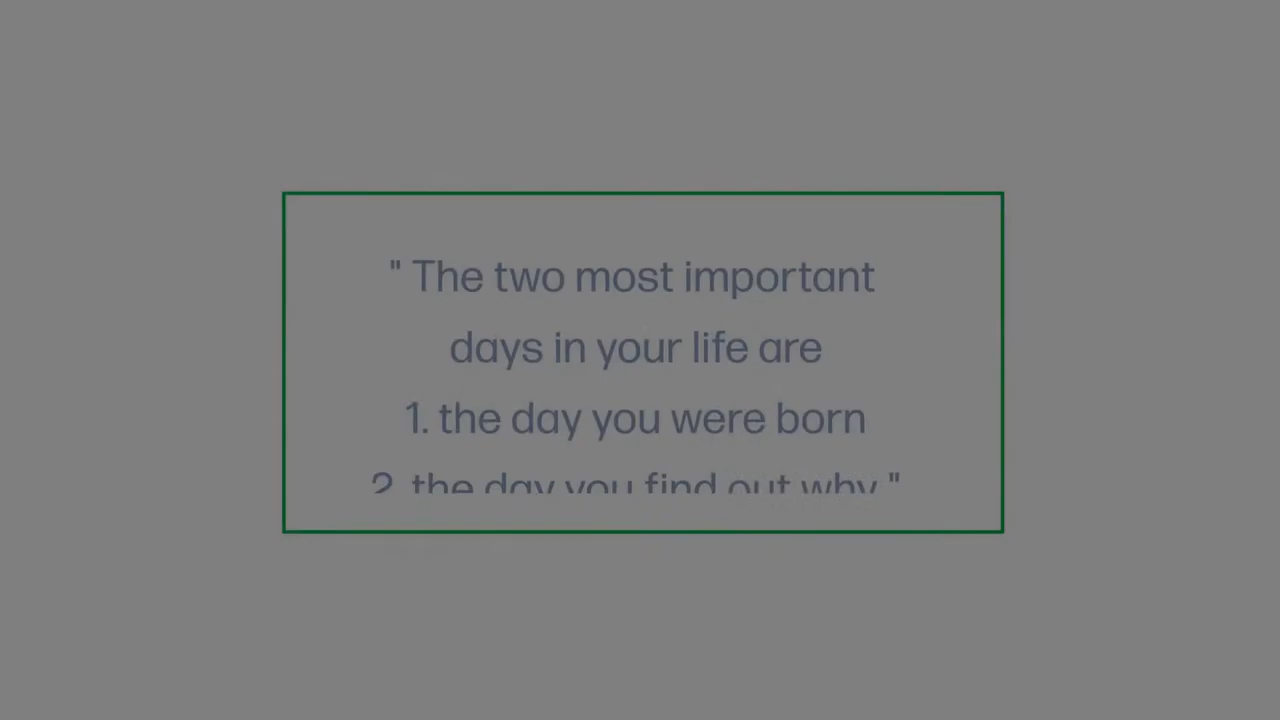 " The two most important
days in your life are
1. the day you were born
2. the day you find out why "